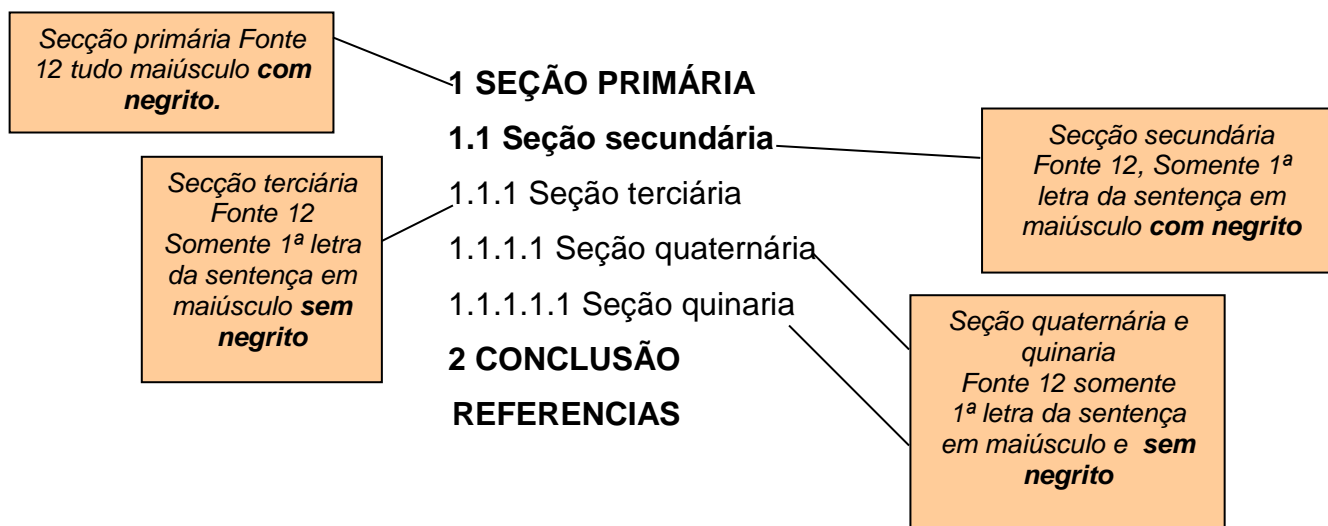 Secção primária Fonte
12 tudo maiúsculo com
negrito.
1 SEÇÃO PRIMÁRIA
1.1 Seção secundária
Secção secundária
Fonte 12, Somente 1ª
letra da sentença em
maiúsculo com negrito
Secção terciária
Fonte 12
Somente 1ª letra
da sentença em
maiúsculo sem
negrito
1.1.1 Seção terciária
1.1.1.1 Seção quaternária
1.1.1.1.1 Seção quinaria
Seção quaternária e
quinaria
Fonte 12 somente
1ª letra da sentença
em maiúsculo e sem
negrito
2 CONCLUSÃO
REFERENCIAS